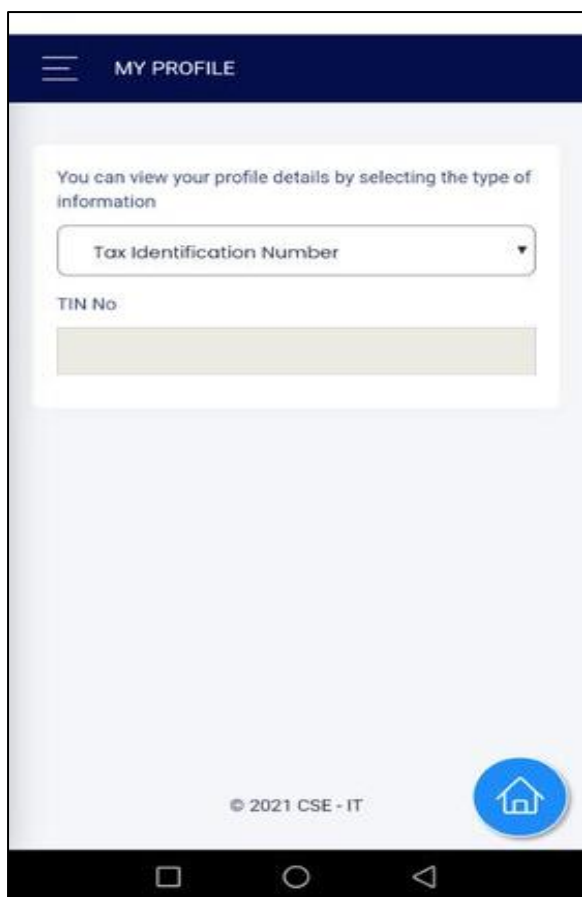 MY PROFILE
You can view your profile details by selecting the type of
information
Tax Identification Number
TIN No
© 2021 CSE - IT